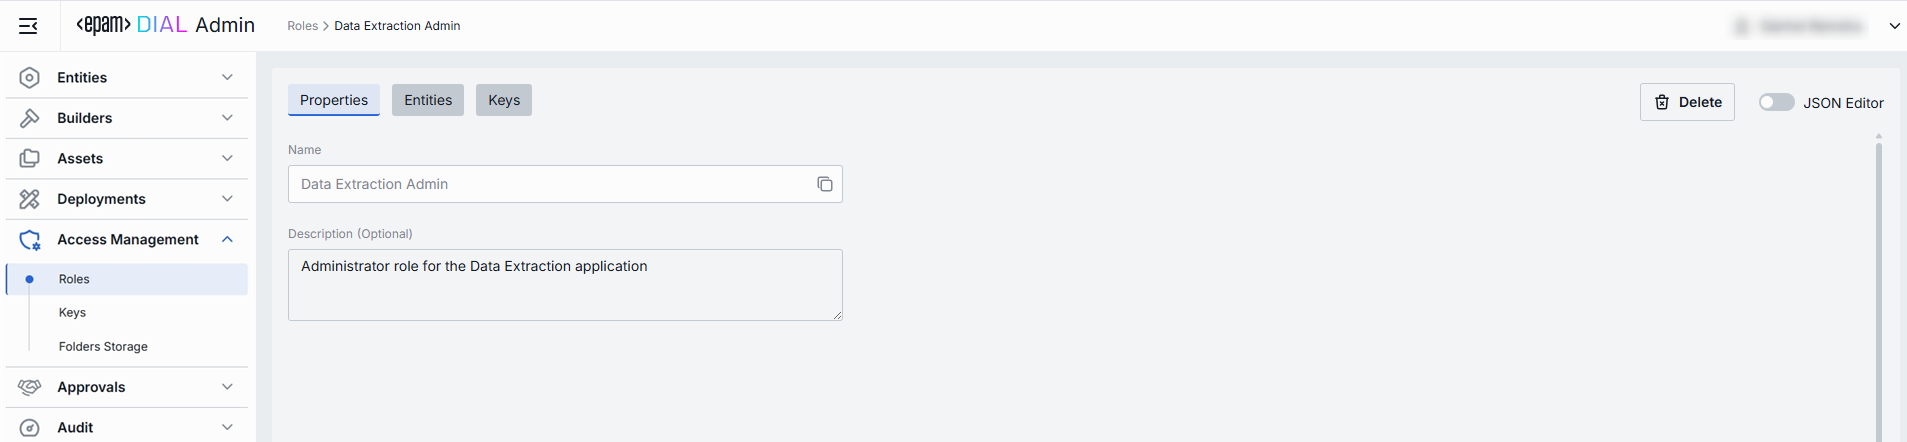 <epam> DIAL Admin
Roles > Data Extraction Admin
Entities
Builders
Assets
Deployments
Access Management
Roles
Keys
Folders Storage
Approvals
Audit
Properties Entities Keys
Delete JSON Editor
Name
Data Extraction Admin
Description (Optional)
Administrator role for the Data Extraction application